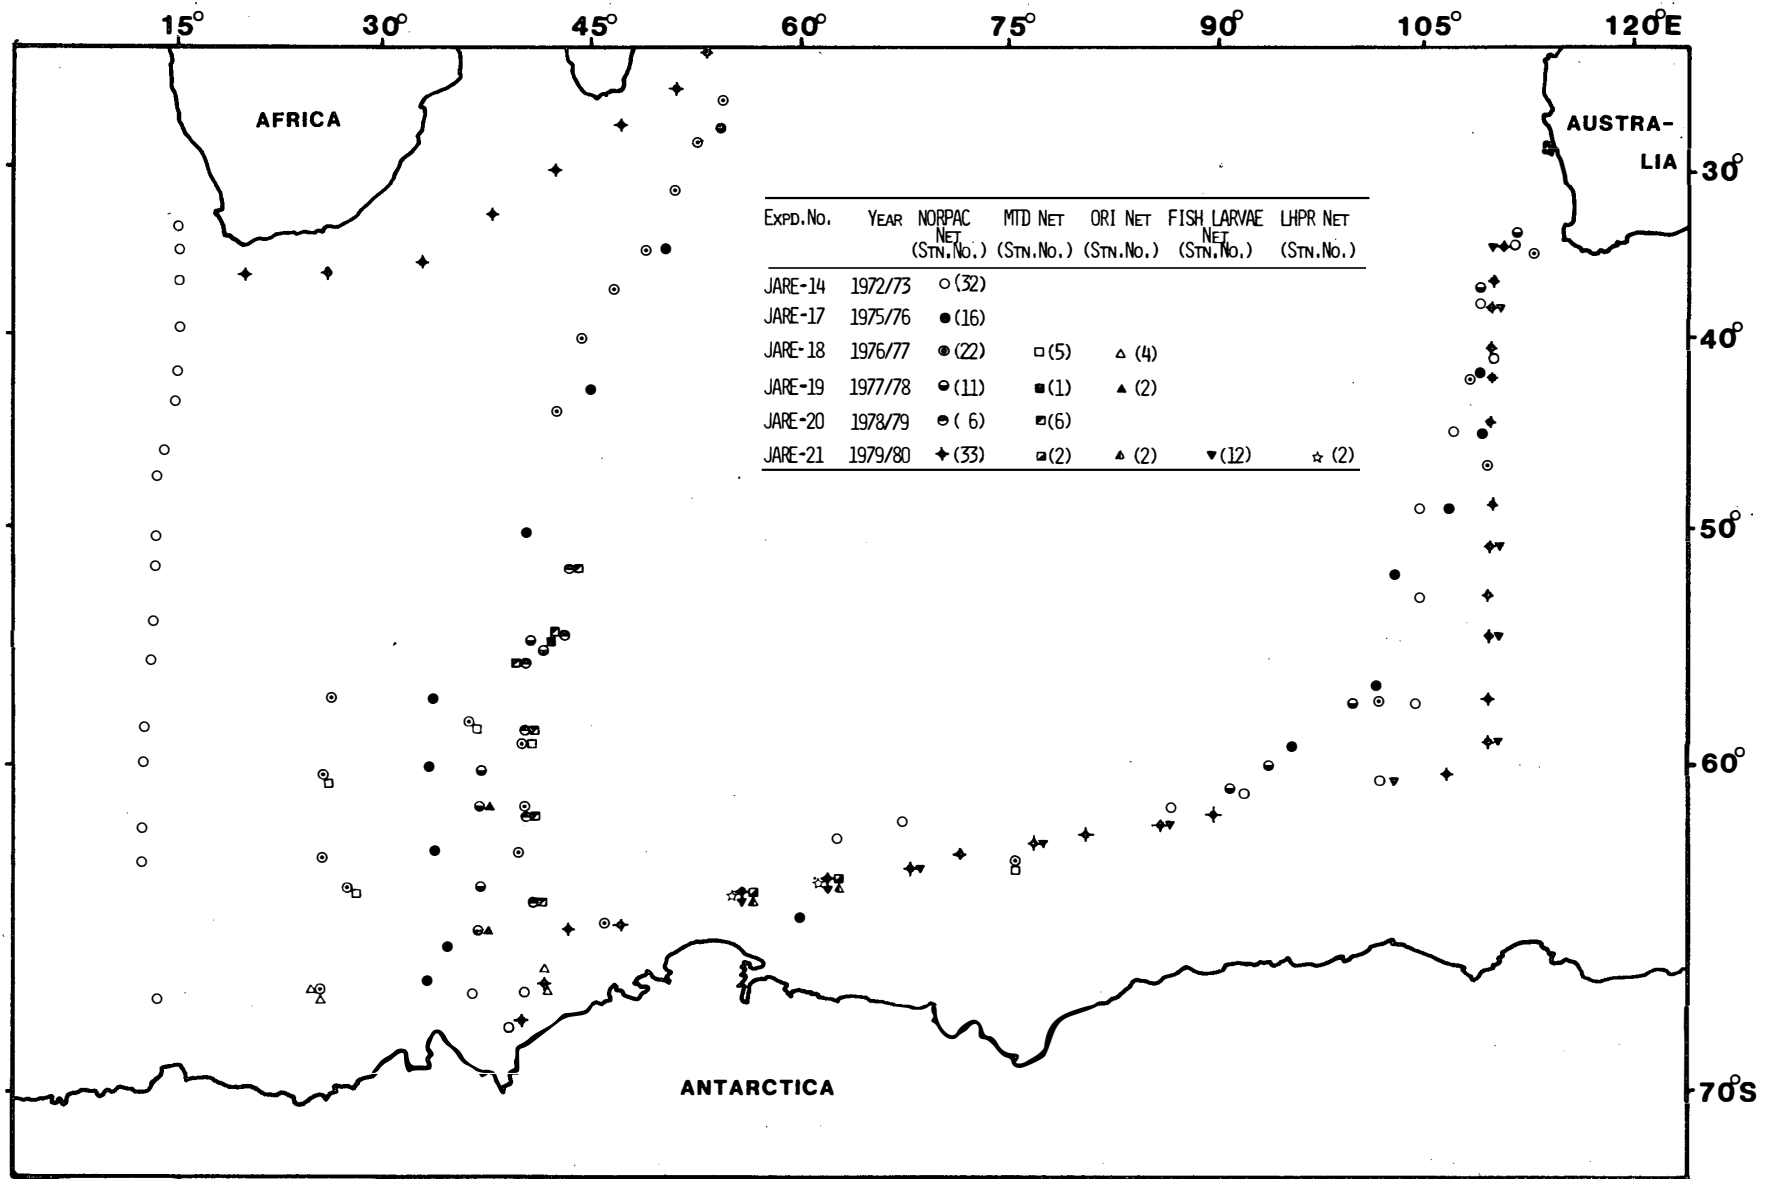 15° 30° 45° 60° 75° 90° 105° 120°E
AFRICA
AUSTRA-
LIA
30°
EXPD.NO. YEAR NORPAC NET (STN.NO.) MTD NET (STN.NO.) ORI NET (STN.NO.) FISH LARVAE NET (STN.NO.) LHPR NET (STN.NO.)
JARE-14 1972/73 ○ (32)
JARE-17 1975/76 ● (16)
JARE-18 1976/77 ◉ (22) □ (5) △ (4)
JARE-19 1977/78 (11) (1) ▲ (2)
JARE-20 1978/79 ( 6) (6)
JARE-21 1979/80 ✦ (33) (2) (2) ▼ (12) ☆ (2)
40°
50°
60°
70°S
ANTARCTICA